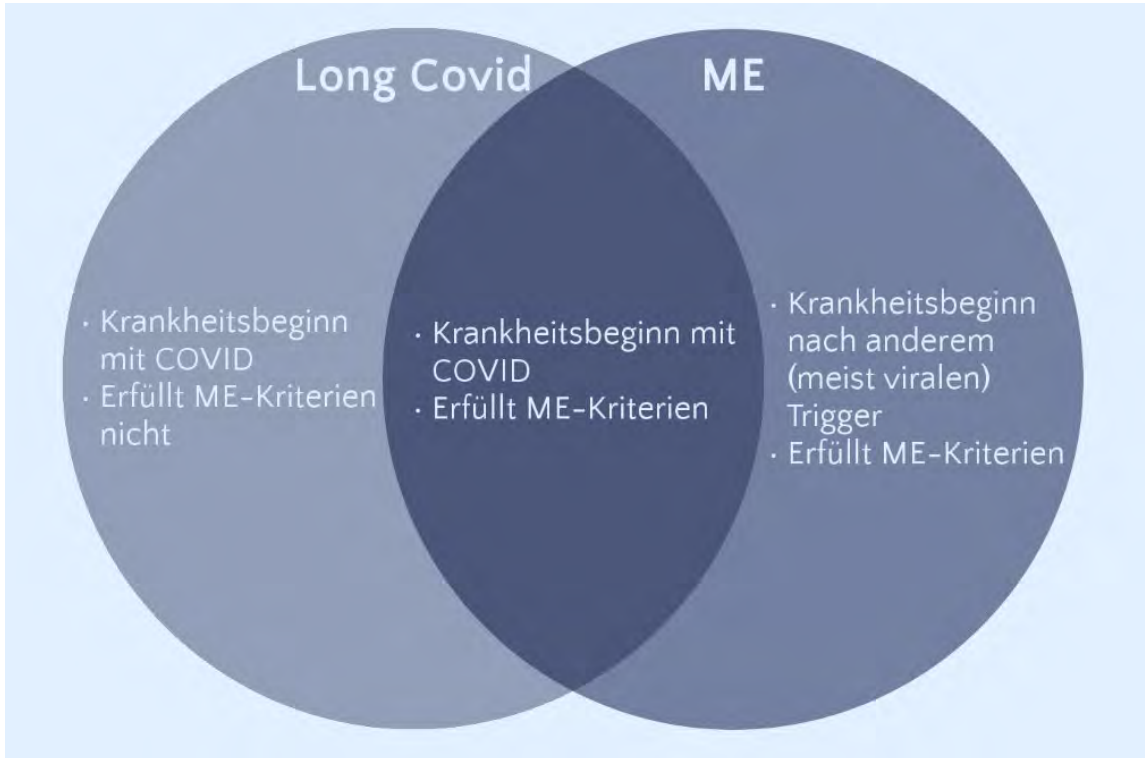 Long Covid
ME
· Krankheitsbeginn
mit COVID
· Erfüllt ME-Kriterien
nicht
· Krankheitsbeginn mit
COVID
· Erfüllt ME-Kriterien
· Krankheitsbeginn
nach anderem
(meist viralen)
Trigger
· Erfüllt ME-Kriterien